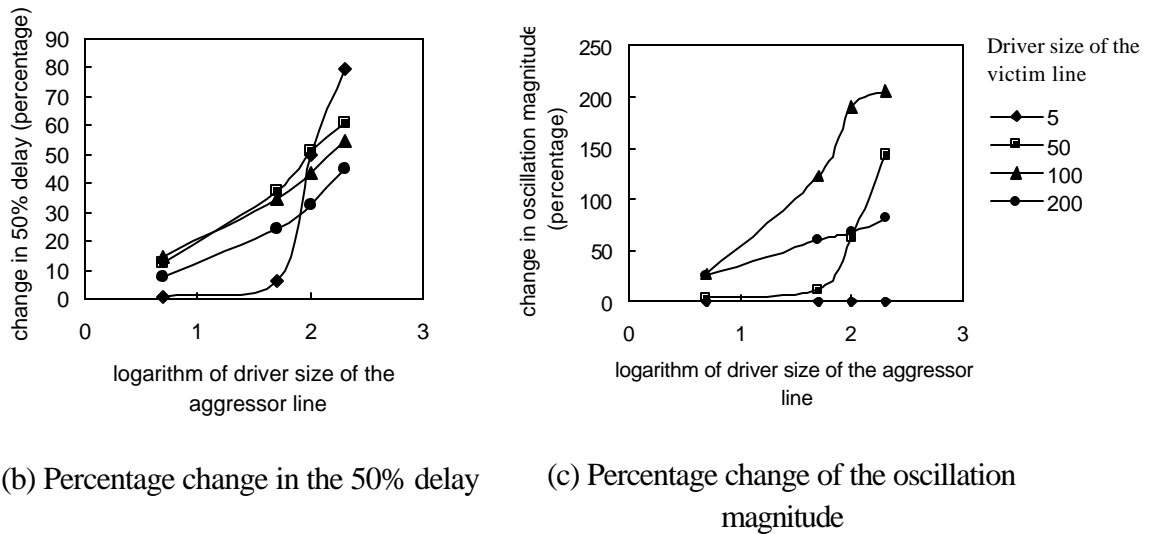 change in 50% delay (percentage)
90
80
70
60
50
40
30
20
10
0
0
1
2
3
logarithm of driver size of the
aggressor line
change in oscillation magnitude
(percentage)
250
200
150
100
50
0
0
1
2
3
logarithm of driver size of the aggressor
line
Driver size of the
victim line
5
50
100
200
(b) Percentage change in the 50% delay
(c) Percentage change of the oscillation
magnitude